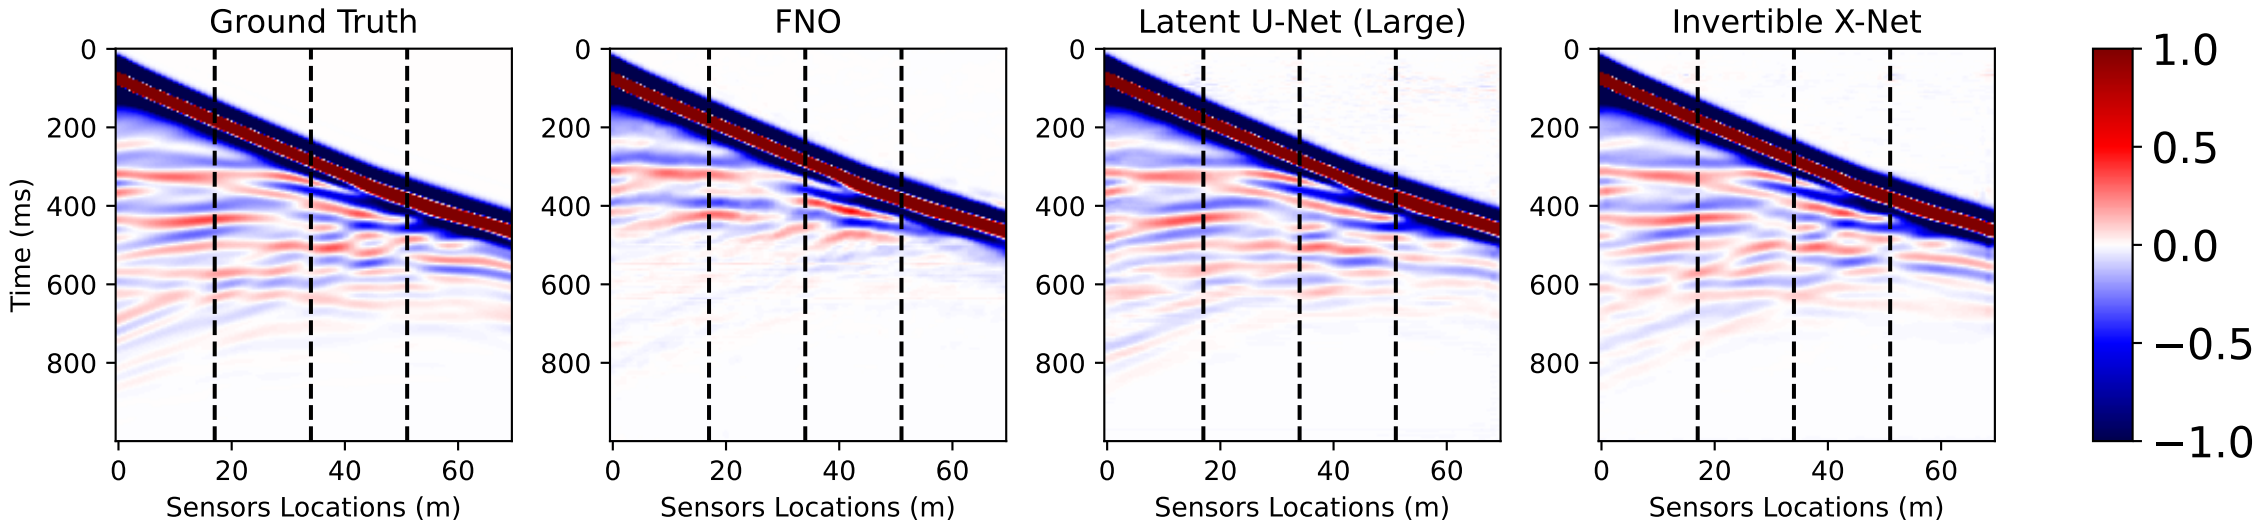 Ground Truth
FNO
Latent U-Net (Large)
Invertible X-Net
0
200
400
600
800
Time (ms)
0 20 40 60
Sensors Locations (m)
0
200
400
600
800
0 20 40 60
Sensors Locations (m)
0
200
400
600
800
0 20 40 60
Sensors Locations (m)
0
200
400
600
800
0 20 40 60
Sensors Locations (m)
1.0
0.5
0.0
−0.5
−1.0